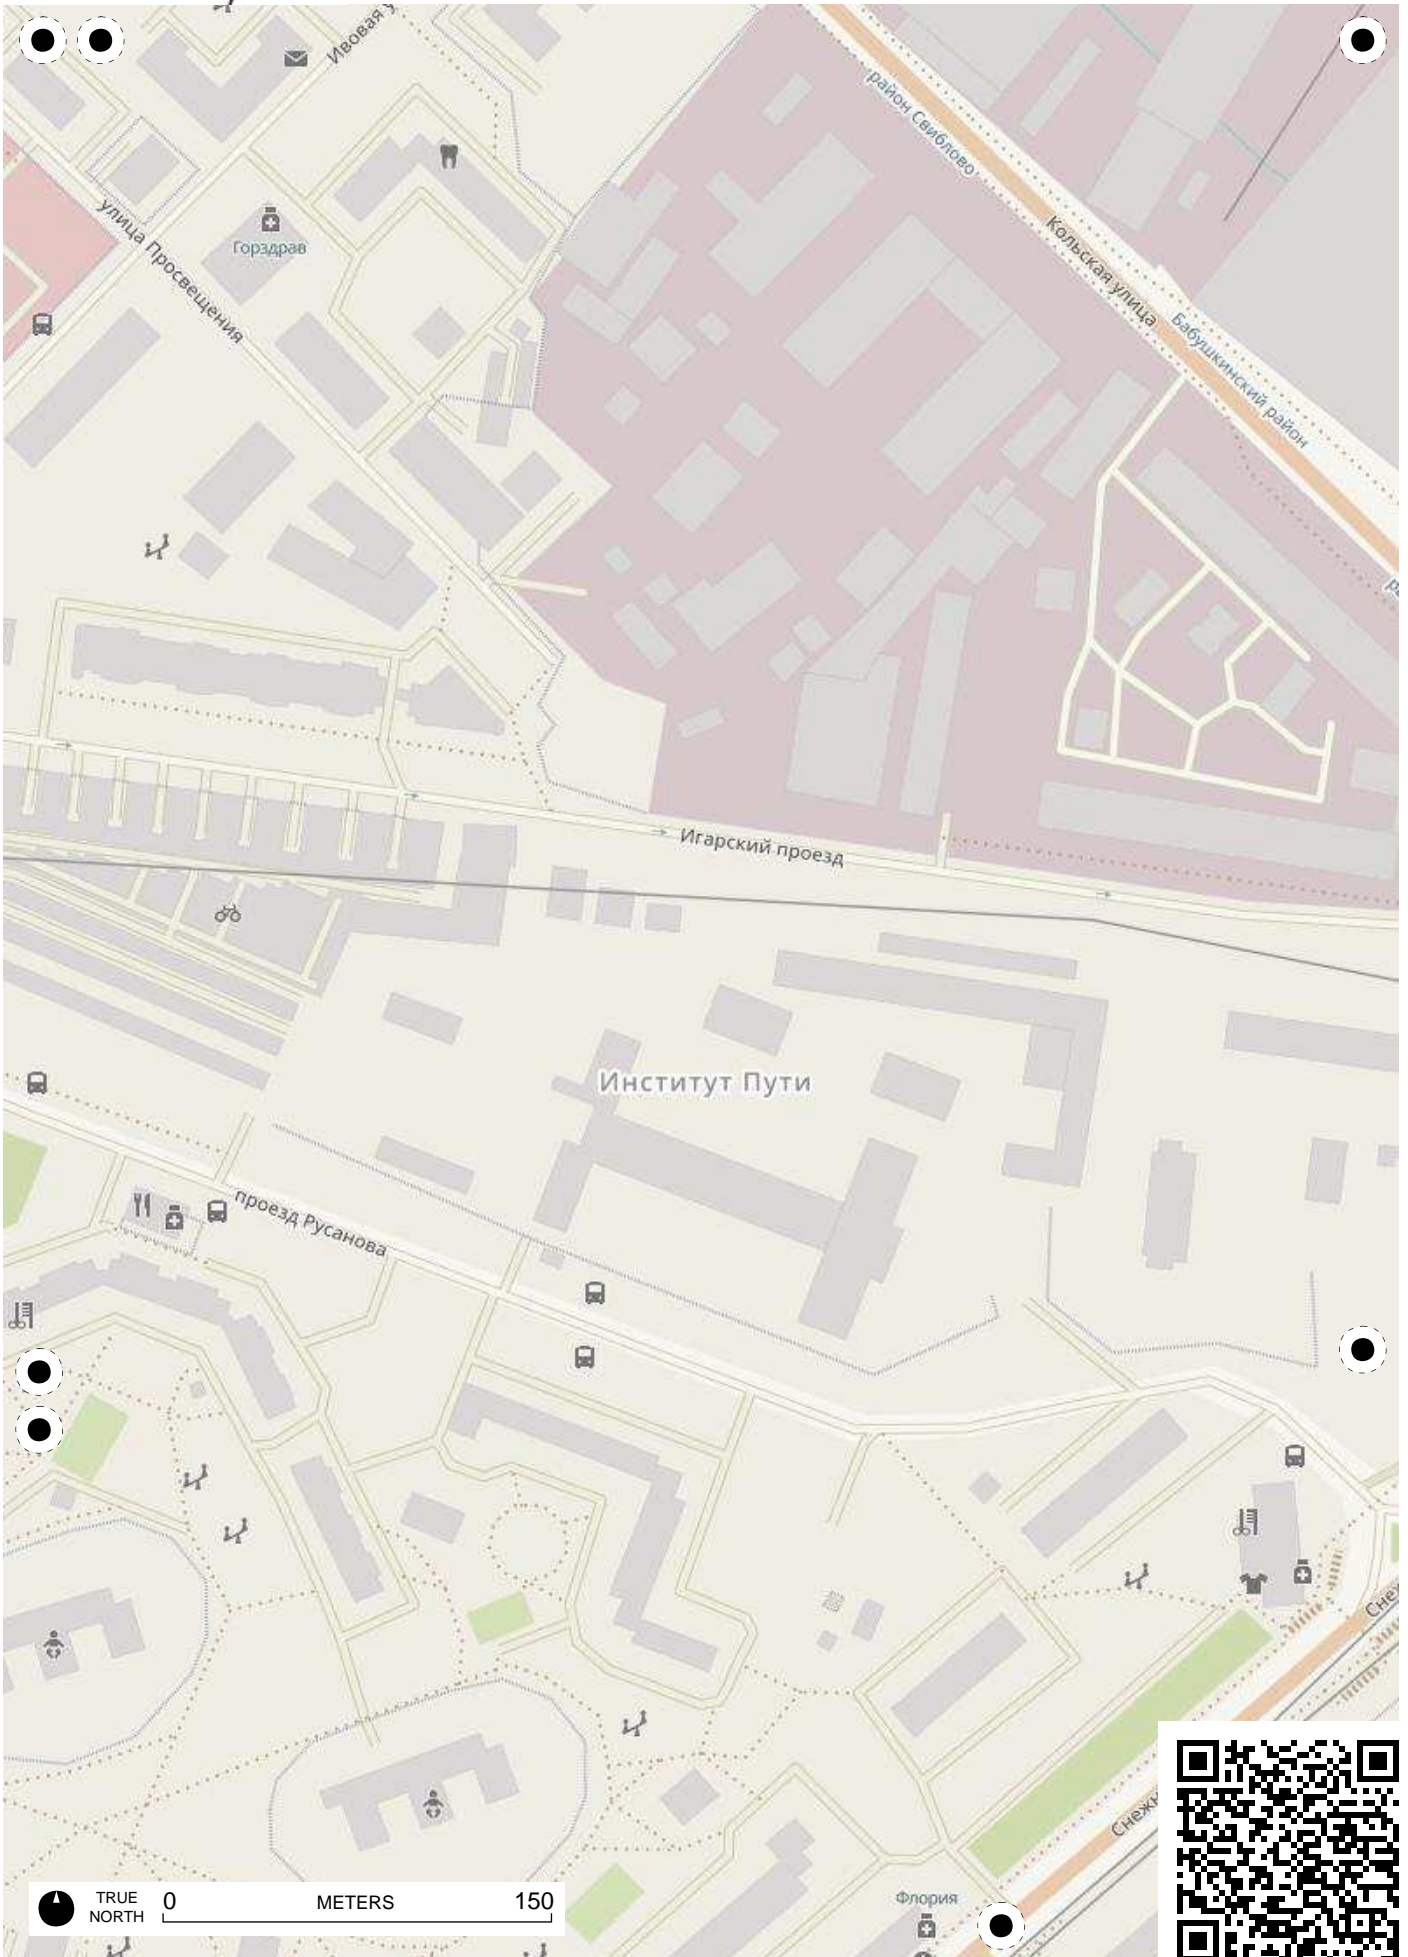 Ивовая у
район Свиблово
улица Просвещения
Горздрав
Кольская улица
Бабушкинский район
Игарский проезд
Институт Пути
проезд Русанова
Снеж
Снежн
Флория
TRUE NORTH
0 METERS 150